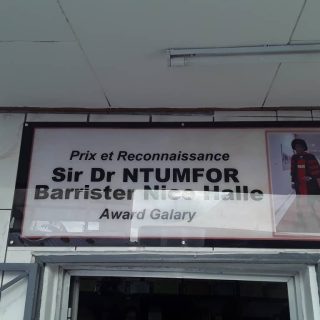 Prix et Reconnaissance
Sir Dr NTUMFOR
Barrister Nico Halle
Award Galary